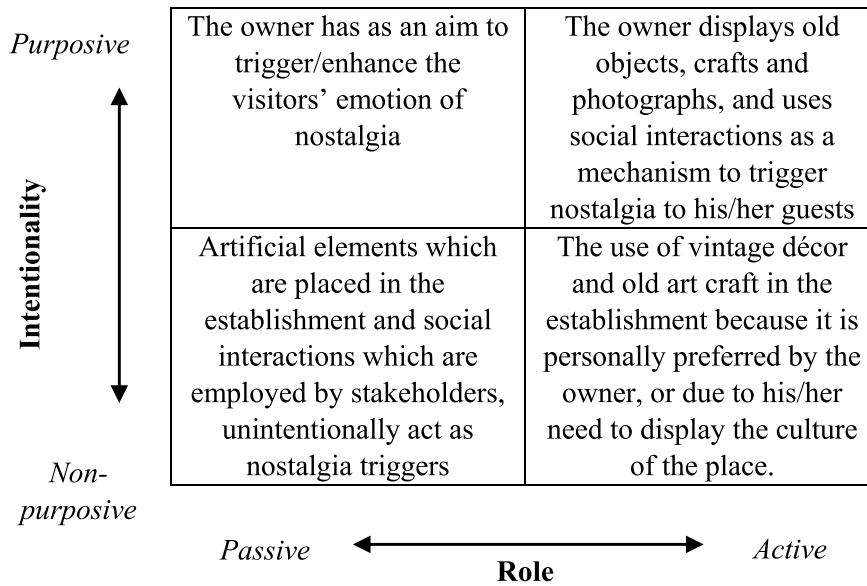 Purposive
The owner has as an aim to
trigger/enhance the
visitors’ emotion of
nostalgia
The owner displays old
objects, crafts and
photographs, and uses
social interactions as a
mechanism to trigger
nostalgia to his/her guests
Intentionality
Artificial elements which
are placed in the
establishment and social
interactions which are
employed by stakeholders,
unintentionally act as
nostalgia triggers
The use of vintage décor
and old art craft in the
establishment because it is
personally preferred by the
owner, or due to his/her
need to display the culture
of the place.
Non-
purposive
Passive
Active
Role